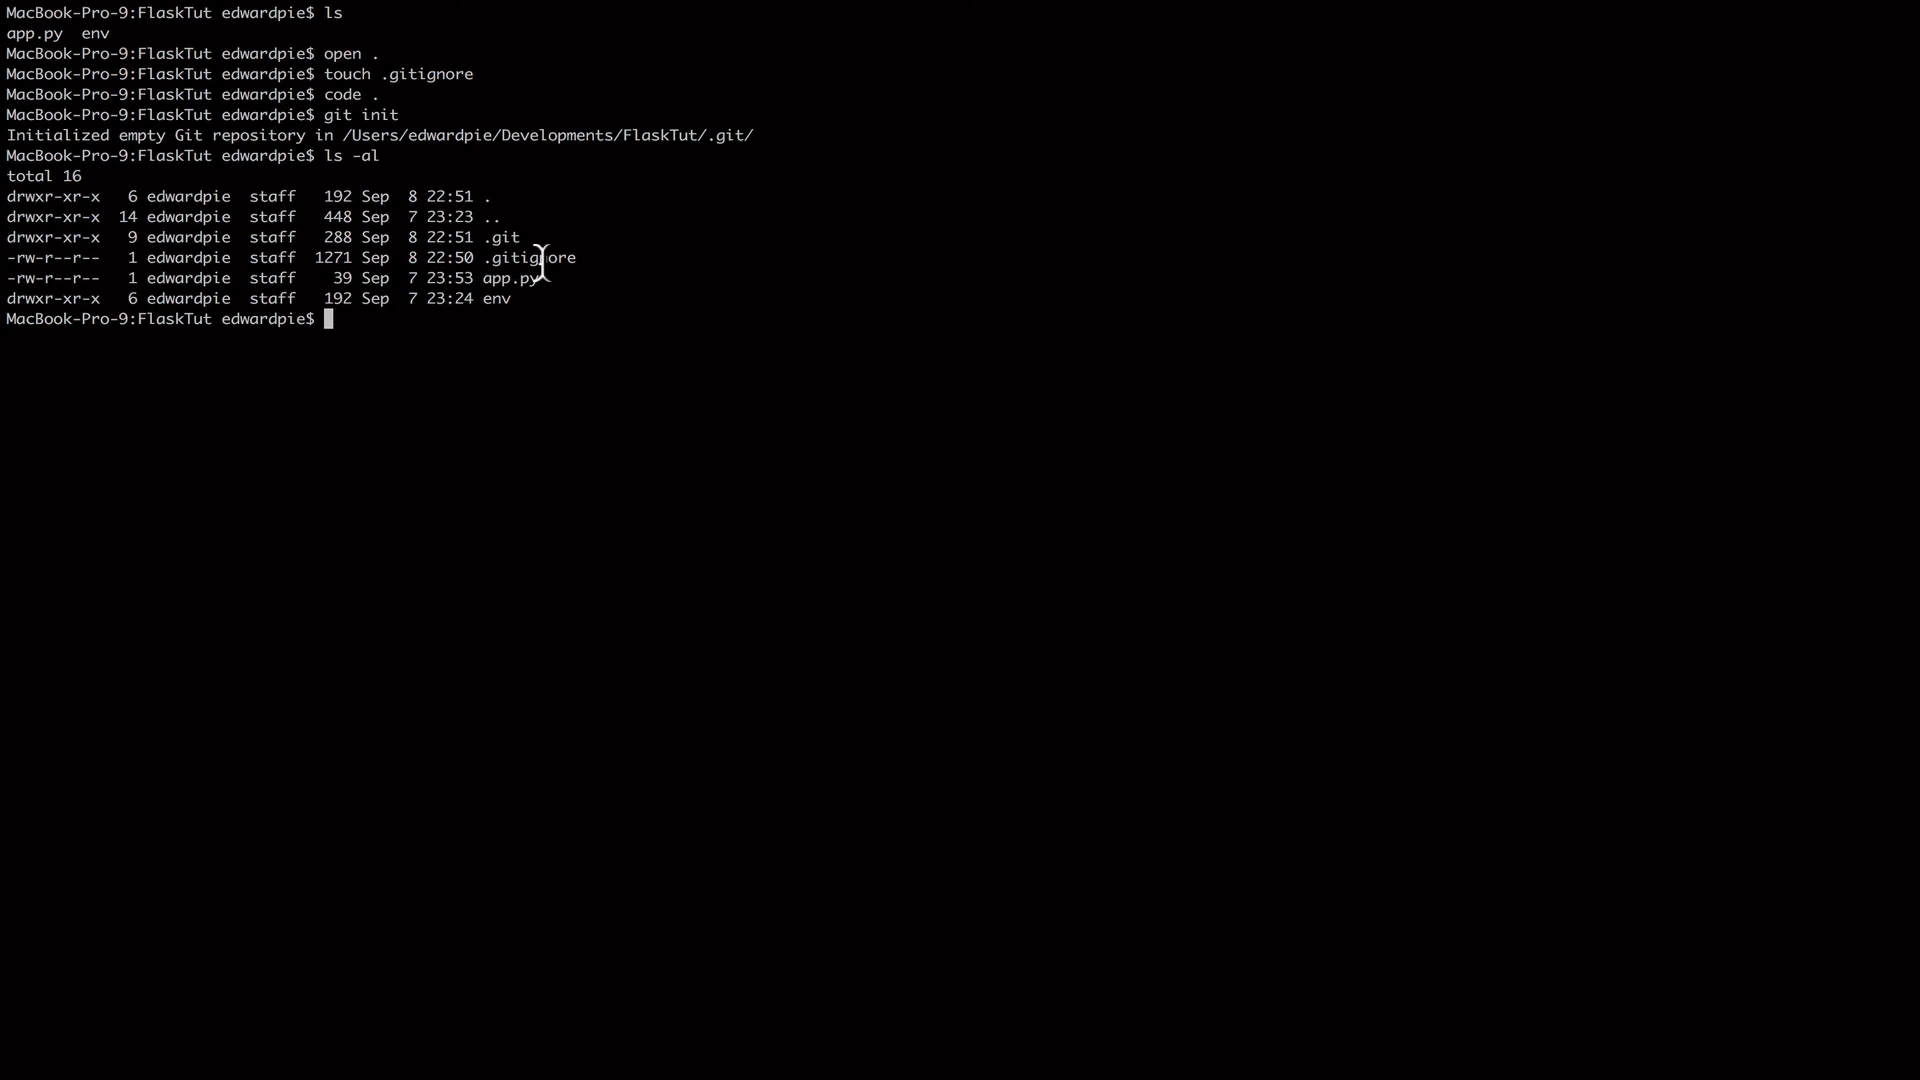 MacBook-Pro-9:FlaskTut edwardpie$ ls
app.py  env
MacBook-Pro-9:FlaskTut edwardpie$ open .
MacBook-Pro-9:FlaskTut edwardpie$ touch .gitignore
MacBook-Pro-9:FlaskTut edwardpie$ code .
MacBook-Pro-9:FlaskTut edwardpie$ git init
Initialized empty Git repository in /Users/edwardpie/Developments/FlaskTut/.git/
MacBook-Pro-9:FlaskTut edwardpie$ ls -al
total 16
drwxr-xr-x   6 edwardpie  staff   192 Sep  8 22:51 .
drwxr-xr-x  14 edwardpie  staff   448 Sep  7 23:23 ..
drwxr-xr-x   9 edwardpie  staff   288 Sep  8 22:51 .git
-rw-r--r--   1 edwardpie  staff  1271 Sep  8 22:50 .gitignore
-rw-r--r--   1 edwardpie  staff    39 Sep  7 23:53 app.py
drwxr-xr-x   6 edwardpie  staff   192 Sep  7 23:24 env
MacBook-Pro-9:FlaskTut edwardpie$